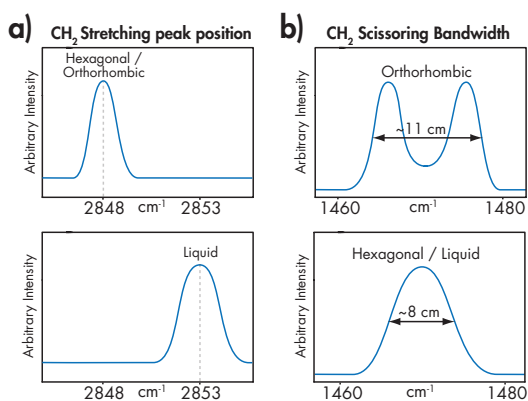 a) CH2 Stretching peak position
Hexagonal /
Orthorhombic
Arbitrary Intensity
2848 cm-1 2853
Liquid
Arbitrary Intensity
2848 cm-1 2853
b) CH2 Scissoring Bandwidth
Orthorhombic
~11 cm
Arbitrary Intensity
1460 cm-1 1480
Hexagonal / Liquid
~8 cm
Arbitrary Intensity
1460 cm-1 1480